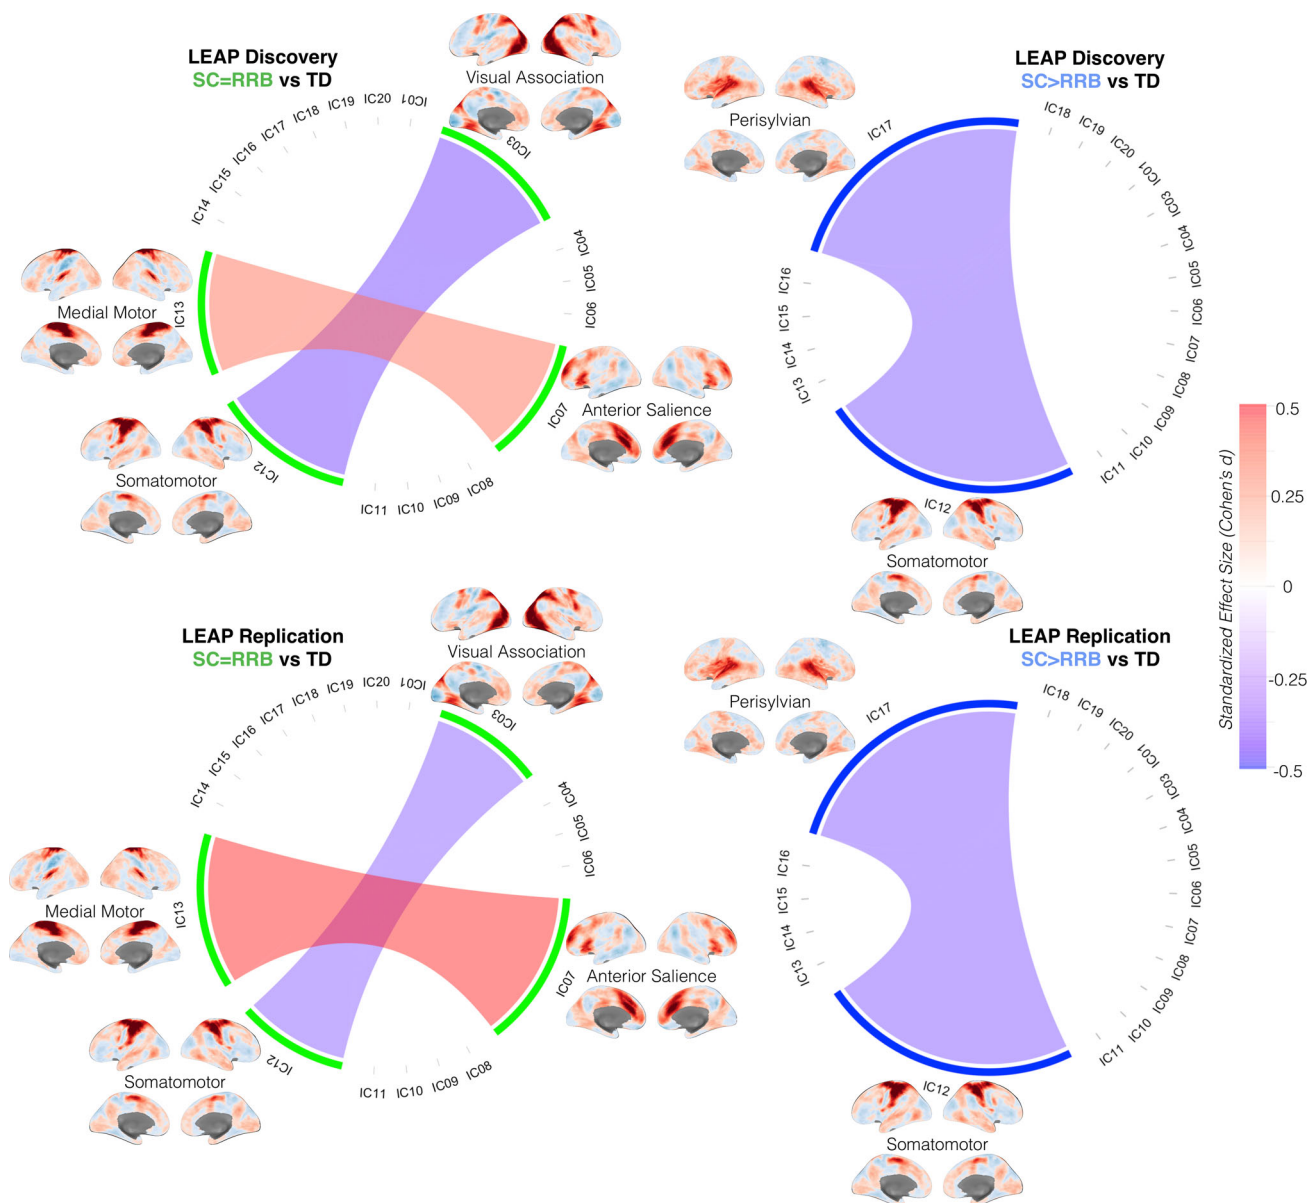 LEAP Discovery
SC=RRB vs TD
Visual Association
IC14
IC15
IC16
IC17
IC18
IC19
IC20
IC01
IC03
IC04
IC05
IC06
IC07
IC08
IC09
IC10
IC11
IC12
IC13
Medial Motor
Anterior Salience
Somatomotor
LEAP Discovery
SC>RRB vs TD
Perisylvian
IC17
IC18
IC19
IC20
IC01
IC03
IC04
IC05
IC06
IC07
IC08
IC09
IC10
IC11
IC12
IC13
IC14
IC15
IC16
Somatomotor
LEAP Replication
SC=RRB vs TD
Visual Association
IC14
IC15
IC16
IC17
IC18
IC19
IC20
IC01
IC03
IC04
IC05
IC06
IC07
IC08
IC09
IC10
IC11
IC12
IC13
Medial Motor
Anterior Salience
Somatomotor
LEAP Replication
SC>RRB vs TD
Perisylvian
IC17
IC18
IC19
IC20
IC01
IC03
IC04
IC05
IC06
IC07
IC08
IC09
IC10
IC11
IC12
IC13
IC14
IC15
IC16
Somatomotor
Standardized Effect Size (Cohen's d)
0.5
0.25
0
-0.25
-0.5